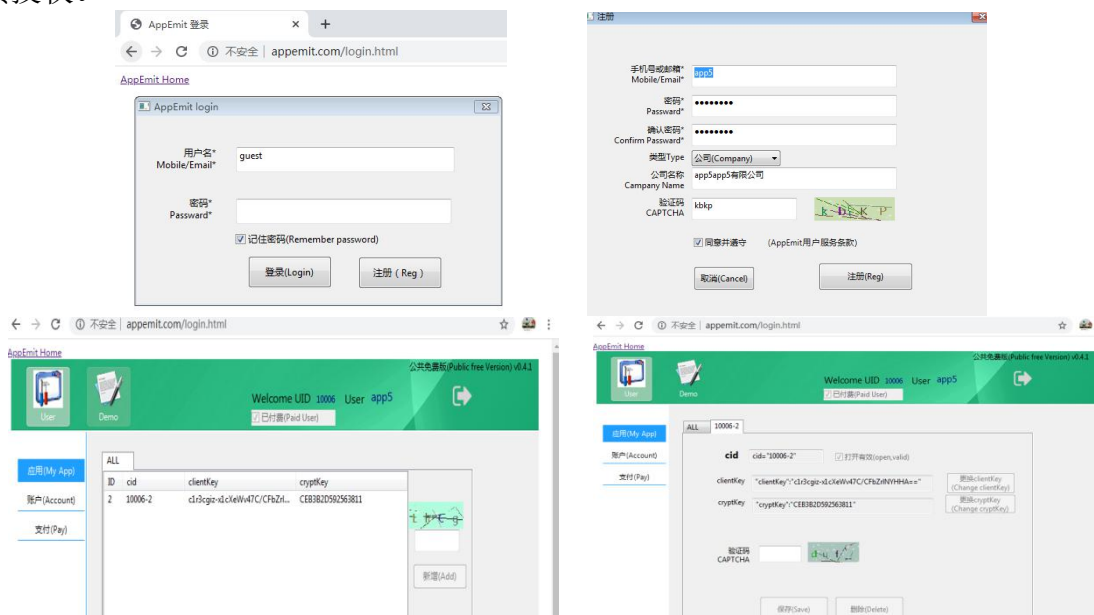 AppEmit 登录
不安全 appemit.com/login.html
AppEmit Home
AppEmit login
用户名*
Mobile/Email*
guest
密码*
Password*
记住密码(Remember password)
登录(Login)
注册 ( Reg )
注册
手机号或邮箱*
Mobile/Email*
app5
密码*
Password*
确认密码*
Confirm Password*
类型Type
公司(Company)
公司名称
Campany Name
app5app5有限公司
验证码
CAPTCHA
kbkp
k b K P
同意并遵守 (AppEmit用户服务条款)
取消(Cancel)
注册(Reg)
不安全 appemit.com/login.html
AppEmit Home
公共免费版(Public free Version) v0.4.1
User
Demo
Welcome UID 10006 User app5
已付费(Paid User)
应用(My App)
账户(Account)
支付(Pay)
ALL
ID cid clientKey cryptKey
2 10006-2 c1r3cgiz-x1cXeWv47C/CFbZrl... CEB3B2D592563811
新增(Add)
不安全 appemit.com/login.html
AppEmit Home
公共免费版(Public free Version) v0.4.1
User
Demo
Welcome UID 10006 User app5
已付费(Paid User)
应用(My App)
账户(Account)
支付(Pay)
ALL 10006-2
cid cid="10006-2" 打开有效(open,valid)
clientKey "clientKey":"c1r3cgiz-x1cXeWv47C/CFbZrlNYHHA=="
更换clientKey
(Change clientKey)
cryptKey "cryptKey":"CEB3B2D592563811"
更换cryptKey
(Change cryptKey)
验证码
CAPTCHA
保存(Save)
删除(Delete)